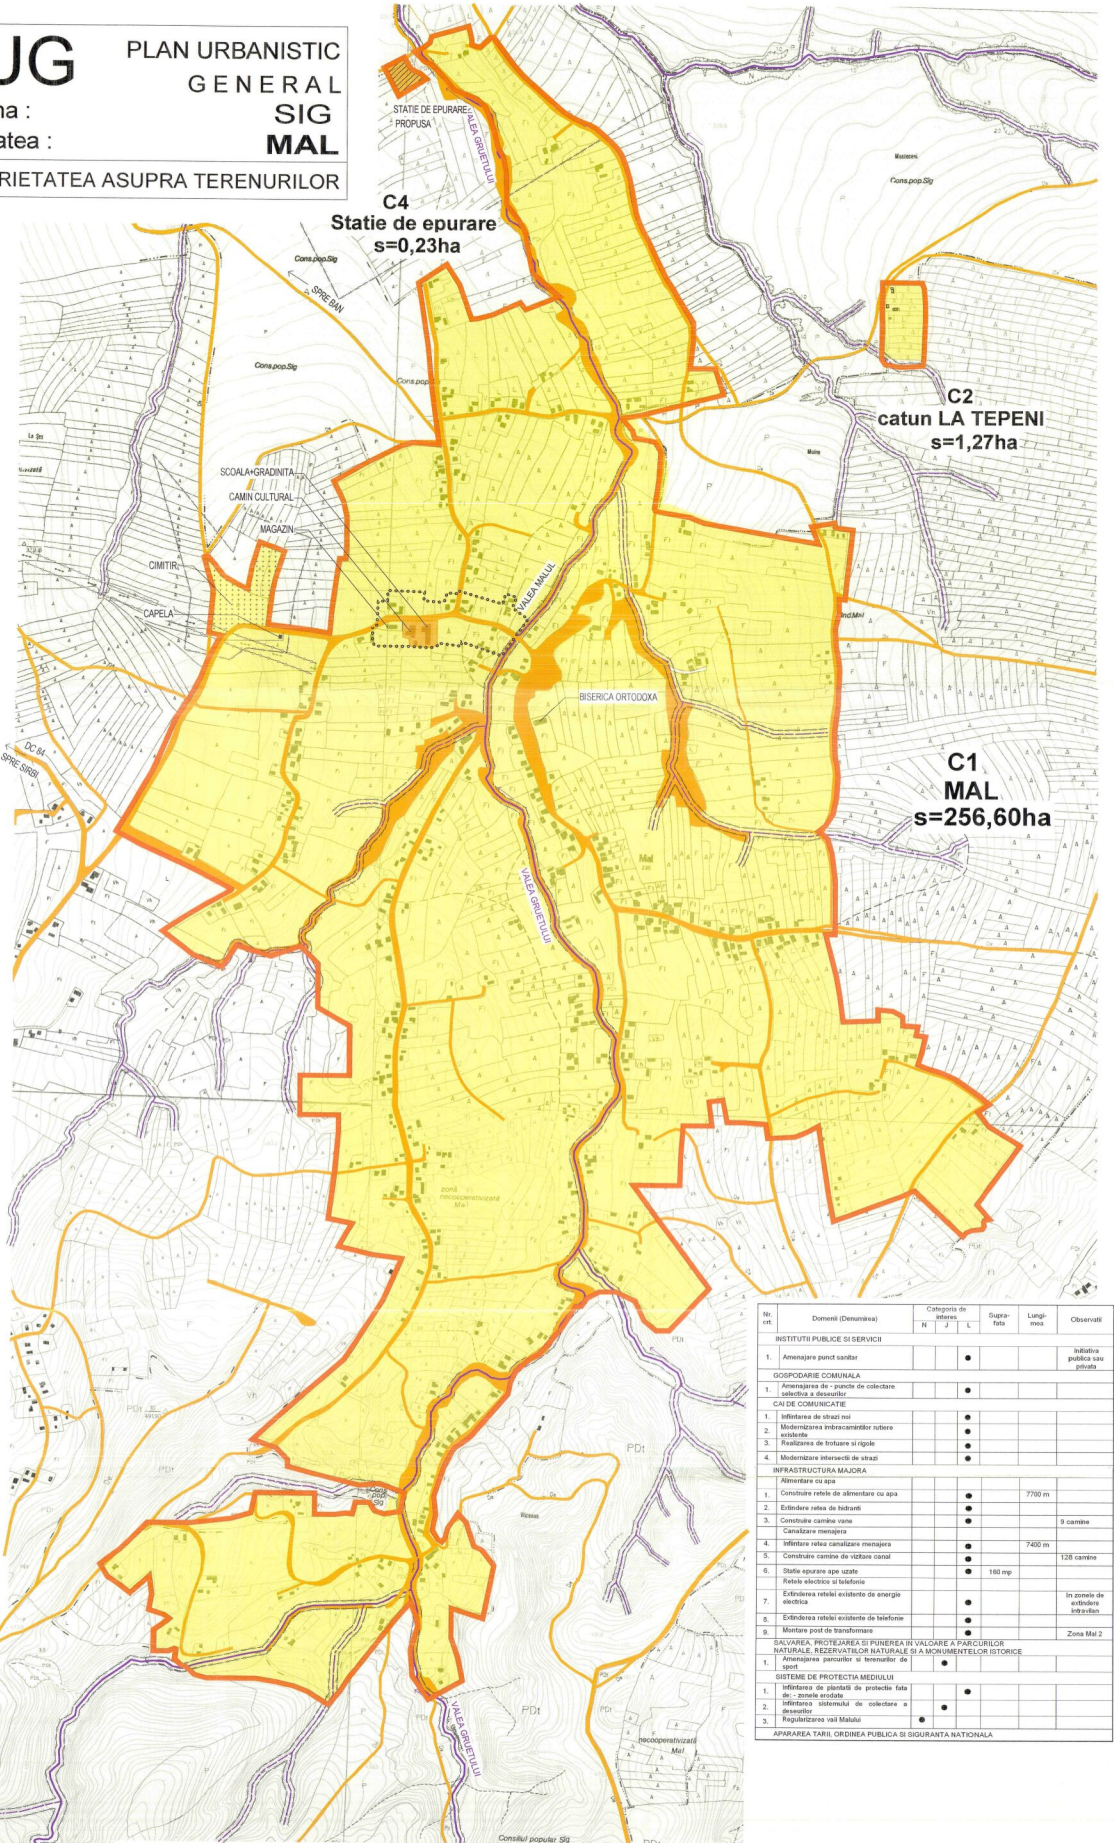 UG
PLAN URBANISTIC
GENERAL
na :
SIG
atea :
MAL
RIETATEA ASUPRA TERENURILOR
STATIE DE EPURARE
PROPUSA
VALEA GRUETULUI
C4
Statie de epurare
s=0,23ha
Cons.pop.Sig
SPRE BAN
Cons.pop.Sig
Cons.pop.
Cons.pop.Sig
C2
catun LA TEPENI
s=1,27ha
SCOALA+GRADINITA
CAMIN CULTURAL
MAGAZIN
CIMITIR
CAPELA
VALEA MALUL
BISERICA ORTODOXA
DC 84
SPRE SIRBI
C1
MAL
s=256,60ha
Mal
VALEA GRUETULUI
zonă
necooperativizată
Mal
PDt
PDt
PDt
PDt
VALEA GRUETULUI
necooperativizată
Mal
Consiliul popular Sig
Nr. crt. Domenii (Denumirea) Categoria de interes N J L Supra-fata Lungi-mea Observatii
INSTITUTII PUBLICE SI SERVICII
1. Amenajare punct sanitar ● Initiativa publica sau privata
GOSPODARIE COMUNALA
1. Amenajarea de - puncte de colectare selectiva a deseurilor ●
CAI DE COMUNICATIE
1. Infiintarea de strazi noi ●
2. Modernizarea imbracamintilor rutiere existente ●
3. Realizarea de trotuare si rigole ●
4. Modernizare intersectii de strazi ●
INFRASTRUCTURA MAJORA
Alimentare cu apa
1. Construire retele de alimentare cu apa ● 7700 m
2. Extindere retea de hidranti ●
3. Construire camine vane ● 9 camine
Canalizare menajera
4. Infiintare retea canalizare menajera ● 7400 m
5. Construire camine de vizitare canal ● 128 camine
6. Statie epurare ape uzate ● 160 mp
Retele electrice si telefonie
7. Extinderea retelei existente de energie electrica ● In zonele de extindere intravilan
8. Extinderea retelei existente de telefonie ●
9. Montare post de transformare ● Zona Mal 2
SALVAREA, PROTEJAREA SI PUNEREA IN VALOARE A PARCURILOR
NATURALE, REZERVATIILOR NATURALE SI A MONUMENTELOR ISTORICE
1. Amenajarea parcurilor si terenurilor de sport ●
SISTEME DE PROTECTIA MEDIULUI
1. Infiintarea de plantatii de protectie fata de: - zonele erodate ●
2. Infiintarea sistemului de colectare a deseurilor ●
3. Regularizarea vaii Malului ●
APARAREA TARII, ORDINEA PUBLICA SI SIGURANTA NATIONALA